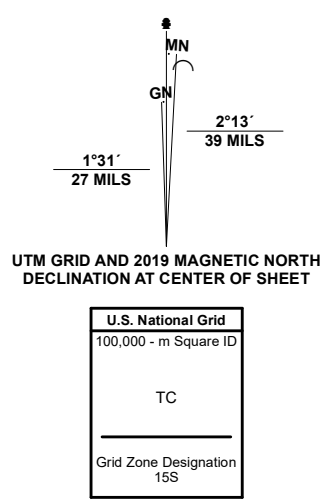 MN
GN
2°13´
39 MILS
1°31´
27 MILS
UTM GRID AND 2019 MAGNETIC NORTH
DECLINATION AT CENTER OF SHEET
U.S. National Grid
100,000 - m Square ID
TC
Grid Zone Designation
15S